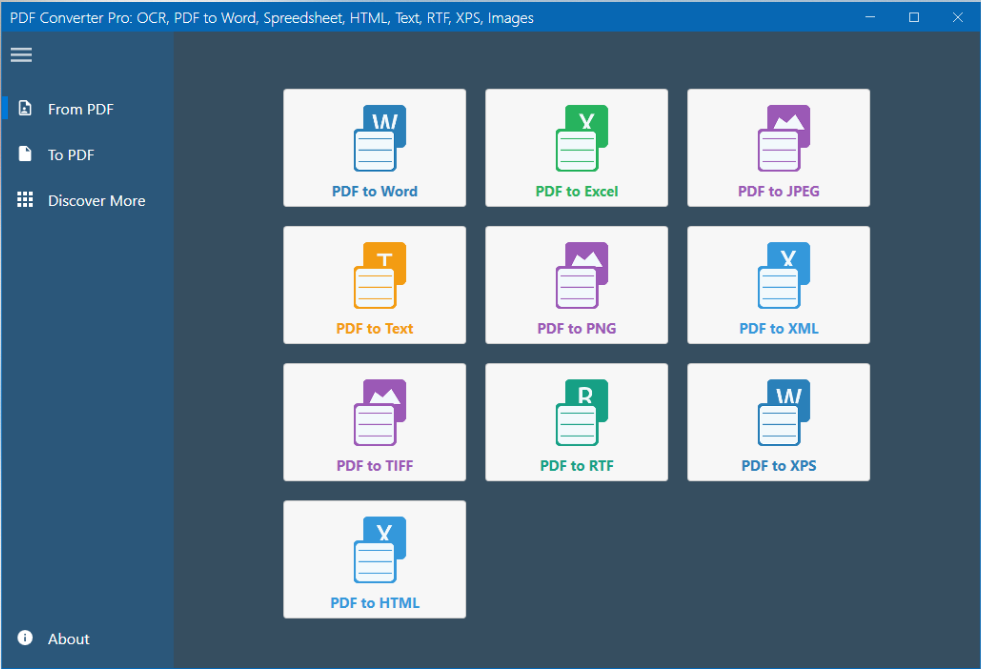 PDF Converter Pro: OCR, PDF to Word, Spreedsheet, HTML, Text, RTF, XPS, Images
From PDF
To PDF
Discover More
About
W
PDF to Word
X
PDF to Excel
PDF to JPEG
T
PDF to Text
PDF to PNG
X
PDF to XML
PDF to TIFF
R
PDF to RTF
W
PDF to XPS
X
PDF to HTML